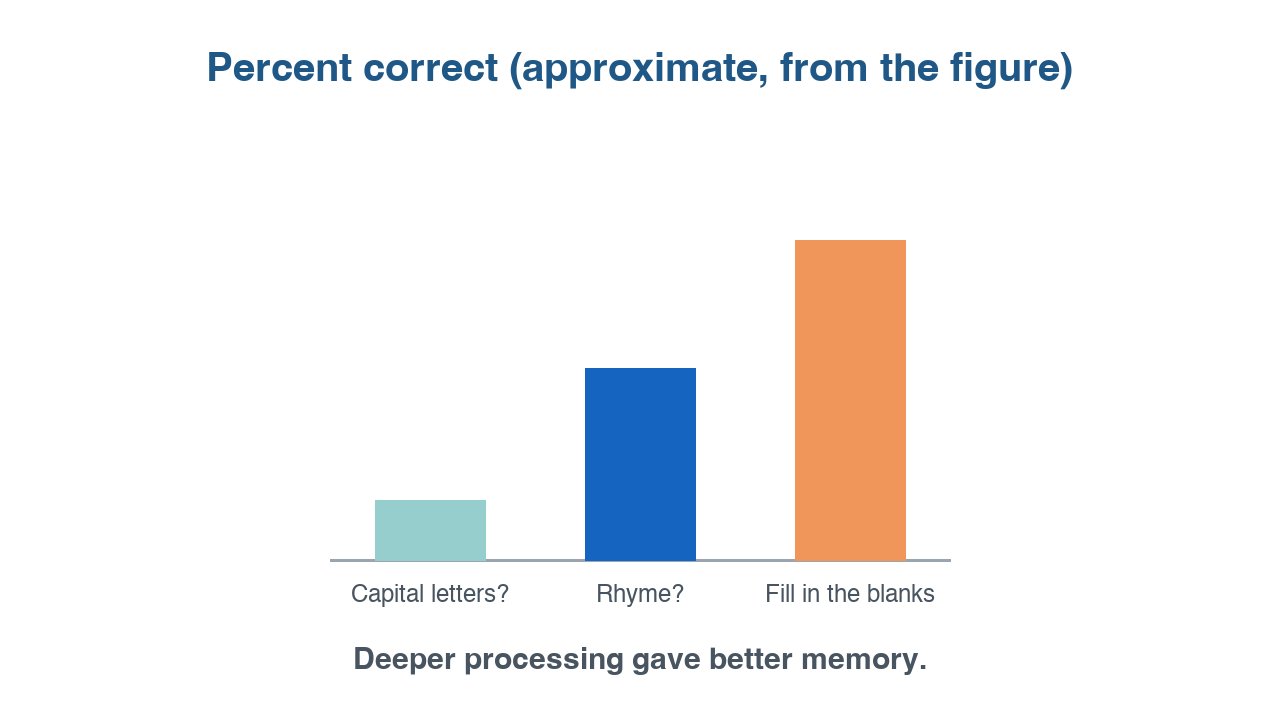 Percent correct (approximate, from the figure)
Capital letters?
Rhyme?
Fill in the blanks
Deeper processing gave better memory.